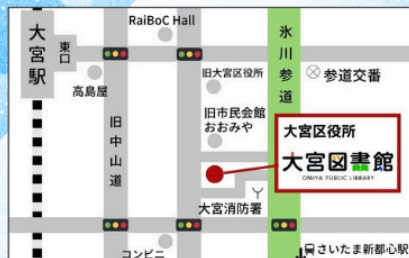 RaiBoC Hall
大宮駅
東口
高島屋
旧中山道
旧大宮区役所
旧市民会館
おおみや
氷川参道
参道交番
大宮区役所
大宮図書館
OMIYA PUBLIC LIBRARY
大宮消防署
コンビニ
さいたま新都心駅